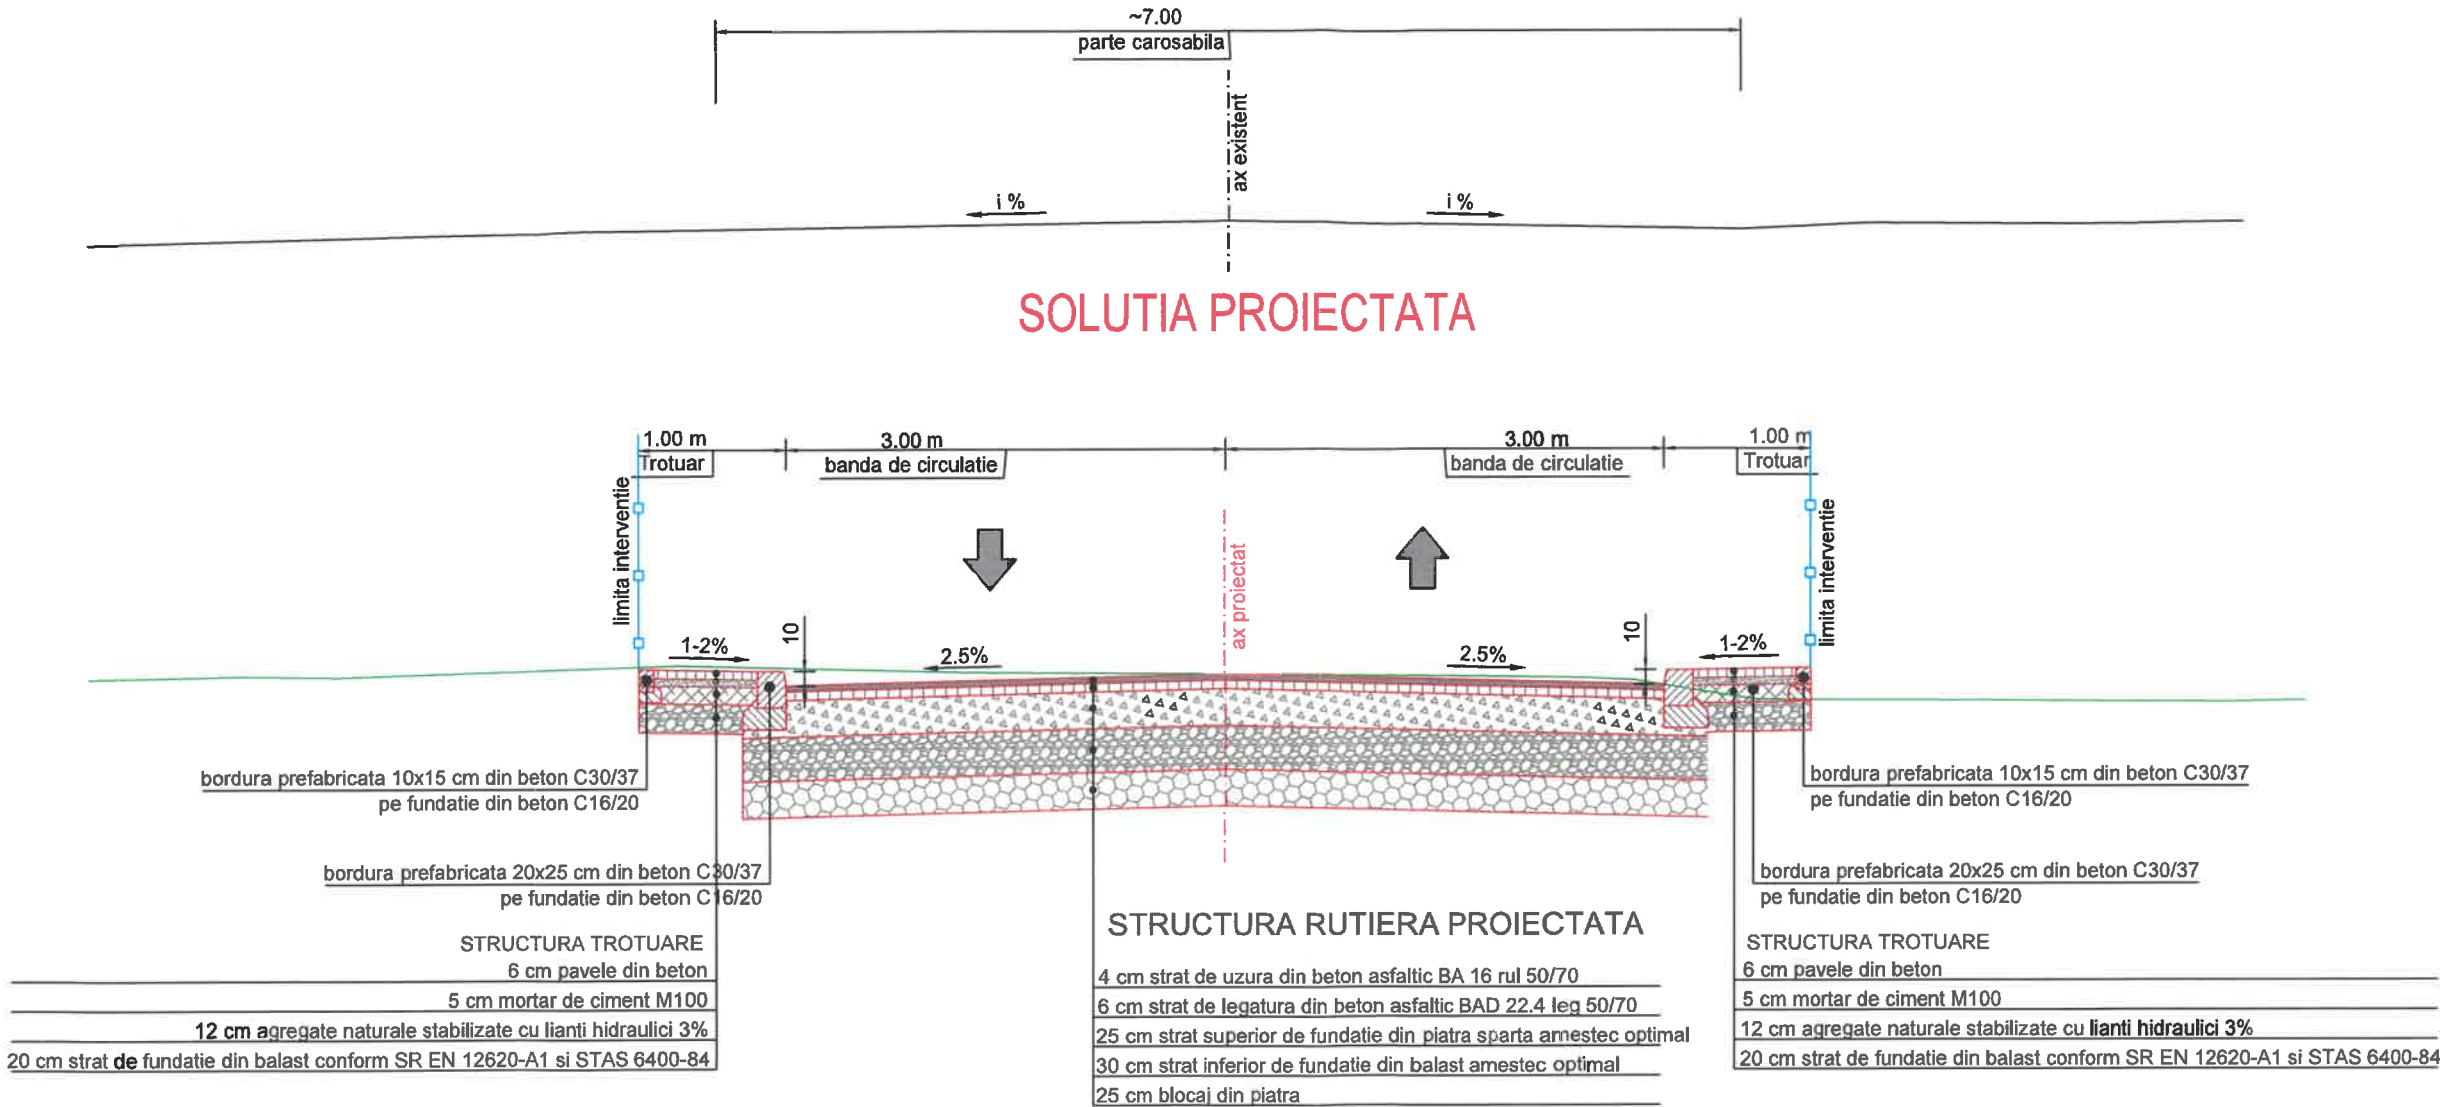 ~7.00
parte carosabila
ax existent
i %
i %
SOLUTIA PROIECTATA
1.00 m
3.00 m
3.00 m
1.00 m
Trotuar
banda de circulatie
banda de circulatie
Trotuar
limita interventie
ax proiectat
limita interventie
1-2%
10
2.5%
2.5%
10
1-2%
bordura prefabricata 10x15 cm din beton C30/37
pe fundatie din beton C16/20
bordura prefabricata 10x15 cm din beton C30/37
pe fundatie din beton C16/20
bordura prefabricata 20x25 cm din beton C30/37
pe fundatie din beton C16/20
bordura prefabricata 20x25 cm din beton C30/37
pe fundatie din beton C16/20
STRUCTURA TROTUARE
6 cm pavele din beton
5 cm mortar de ciment M100
12 cm agregate naturale stabilizate cu lianti hidraulici 3%
20 cm strat de fundatie din balast conform SR EN 12620-A1 si STAS 6400-84
STRUCTURA RUTIERA PROIECTATA
4 cm strat de uzura din beton asfaltic BA 16 rul 50/70
6 cm strat de legatura din beton asfaltic BAD 22.4 leg 50/70
25 cm strat superior de fundatie din piatra sparta amestec optimal
30 cm strat inferior de fundatie din balast amestec optimal
25 cm blocaj din piatra
STRUCTURA TROTUARE
6 cm pavele din beton
5 cm mortar de ciment M100
12 cm agregate naturale stabilizate cu lianti hidraulici 3%
20 cm strat de fundatie din balast conform SR EN 12620-A1 si STAS 6400-84